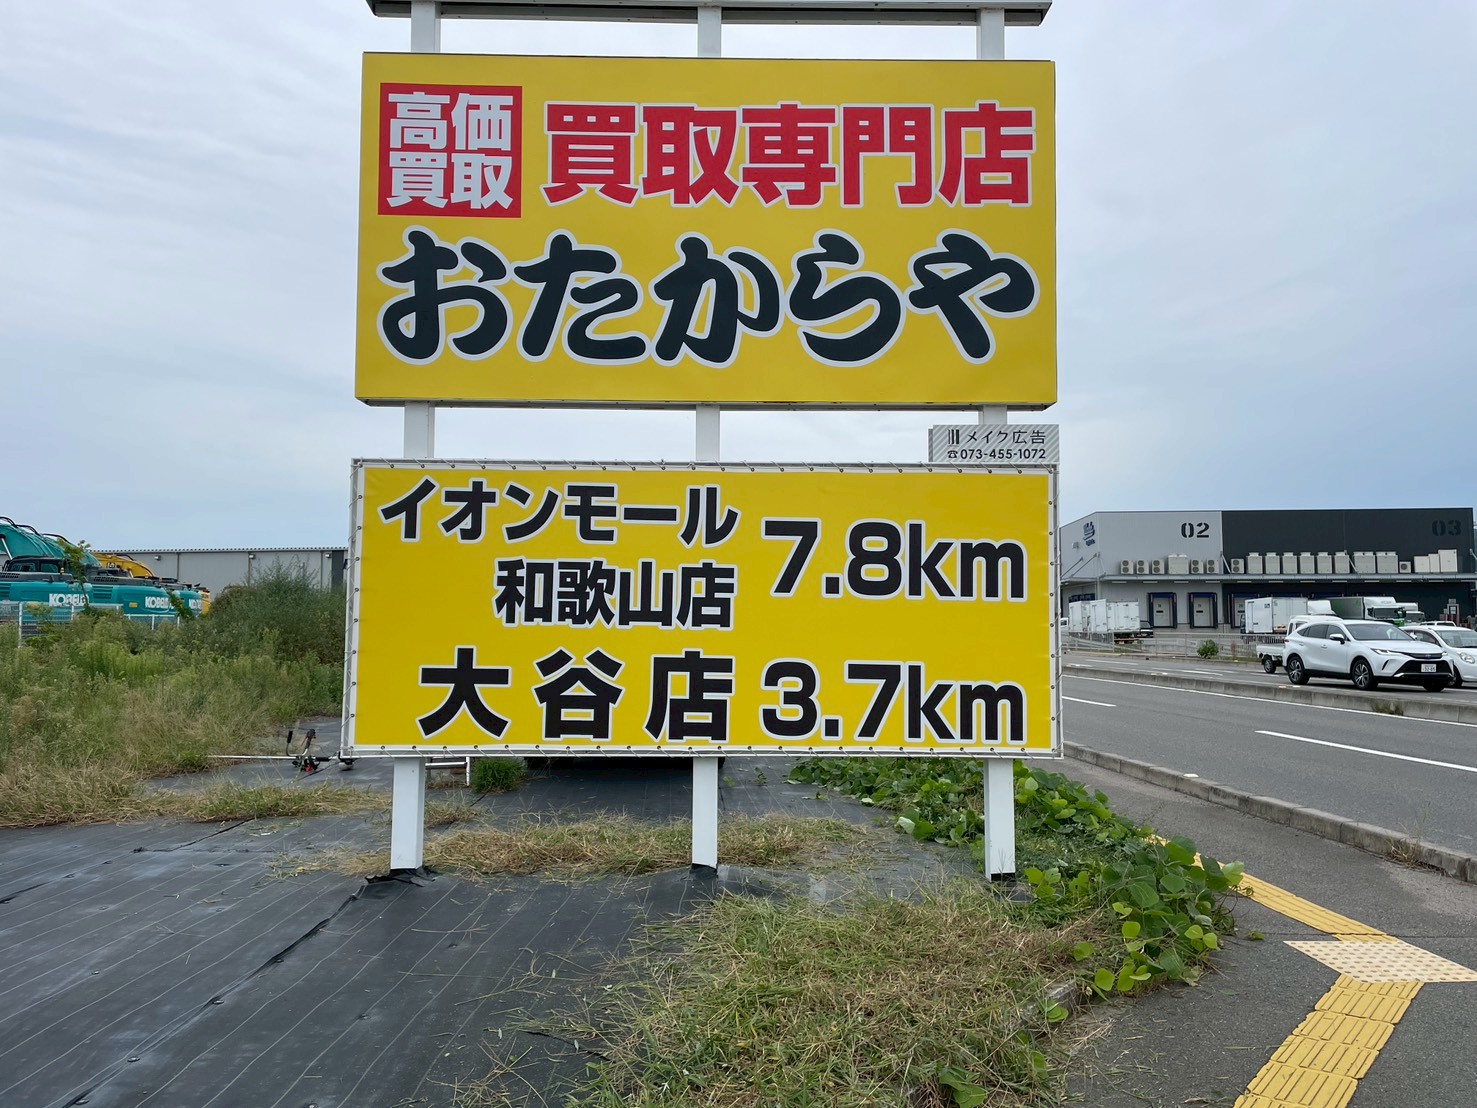 高価
買取
買取専門店
おたからや
メイク広告
☎073-455-1072
イオンモール
和歌山店
7.8km
大谷店 3.7km
KOBELCO
02
03